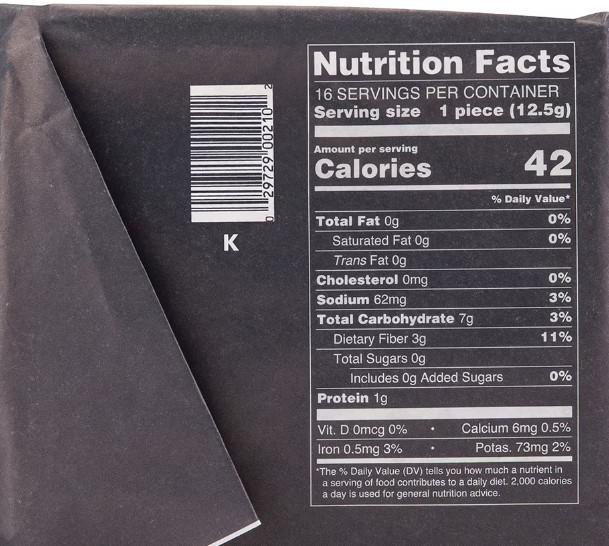 Nutrition Facts
16 SERVINGS PER CONTAINER
Serving size 1 piece (12.5g)
Amount per serving
Calories 42
% Daily Value*
Total Fat 0g 0%
Saturated Fat 0g 0%
Trans Fat 0g
Cholesterol 0mg 0%
Sodium 62mg 3%
Total Carbohydrate 7g 3%
Dietary Fiber 3g 11%
Total Sugars 0g
Includes 0g Added Sugars 0%
Protein 1g
Vit. D 0mcg 0% • Calcium 6mg 0.5%
Iron 0.5mg 3% • Potas. 73mg 2%
*The % Daily Value (DV) tells you how much a nutrient in
a serving of food contributes to a daily diet. 2,000 calories
a day is used for general nutrition advice.
0 29729 00210 2
K